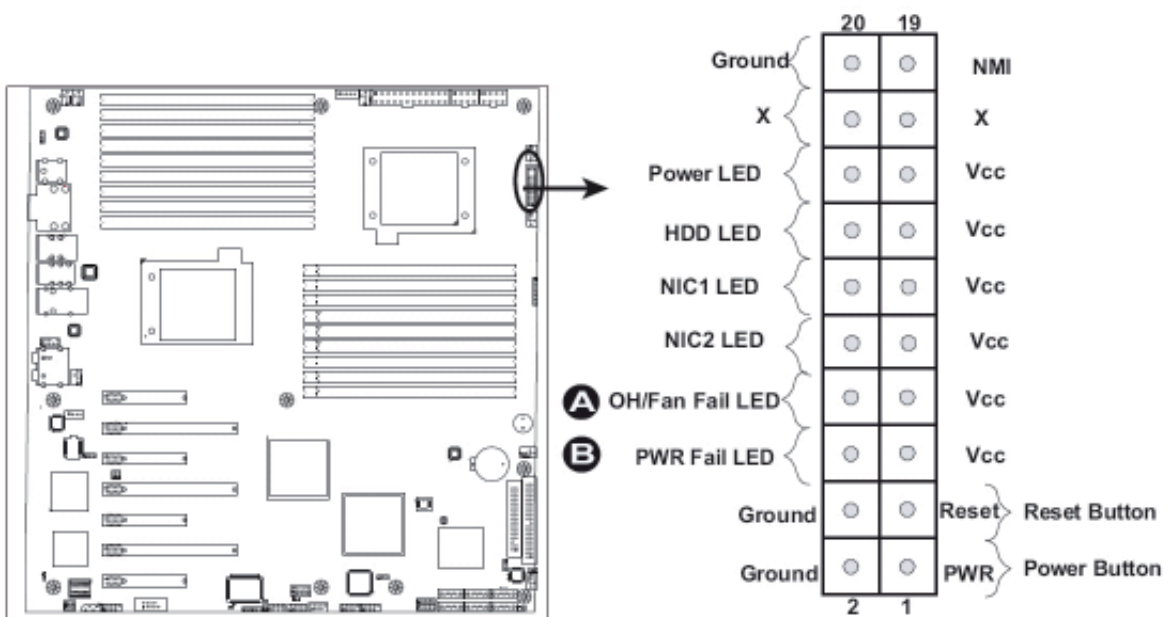 20 19
Ground NMI
X X
Power LED Vcc
HDD LED Vcc
NIC1 LED Vcc
NIC2 LED Vcc
A OH/Fan Fail LED Vcc
B PWR Fail LED Vcc
Ground Reset Reset Button
Ground PWR Power Button
2 1